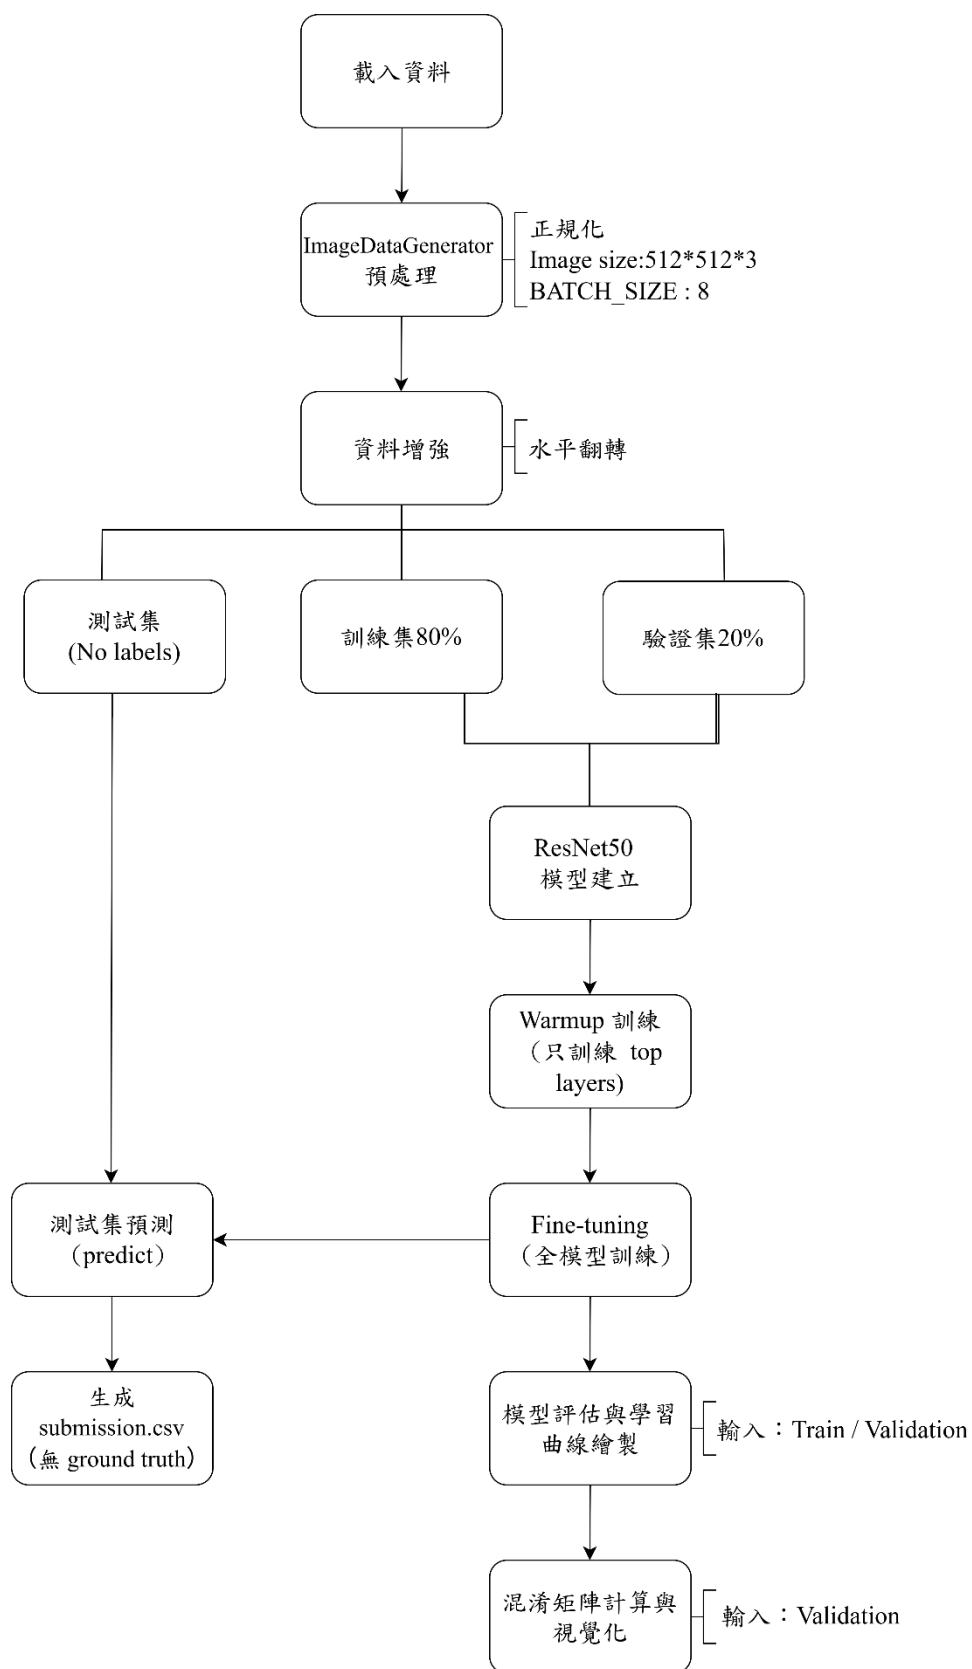 載入資料
ImageDataGenerator
預處理
正規化
Image size:512*512*3
BATCH_SIZE : 8
資料增強
水平翻轉
測試集
(No labels)
訓練集80%
驗證集20%
ResNet50
模型建立
Warmup 訓練
（只訓練 top
layers)
測試集預測
（predict）
Fine-tuning
（全模型訓練）
生成
submission.csv
（無 ground truth）
模型評估與學習
曲線繪製
輸入：Train / Validation
混淆矩陣計算與
視覺化
輸入：Validation